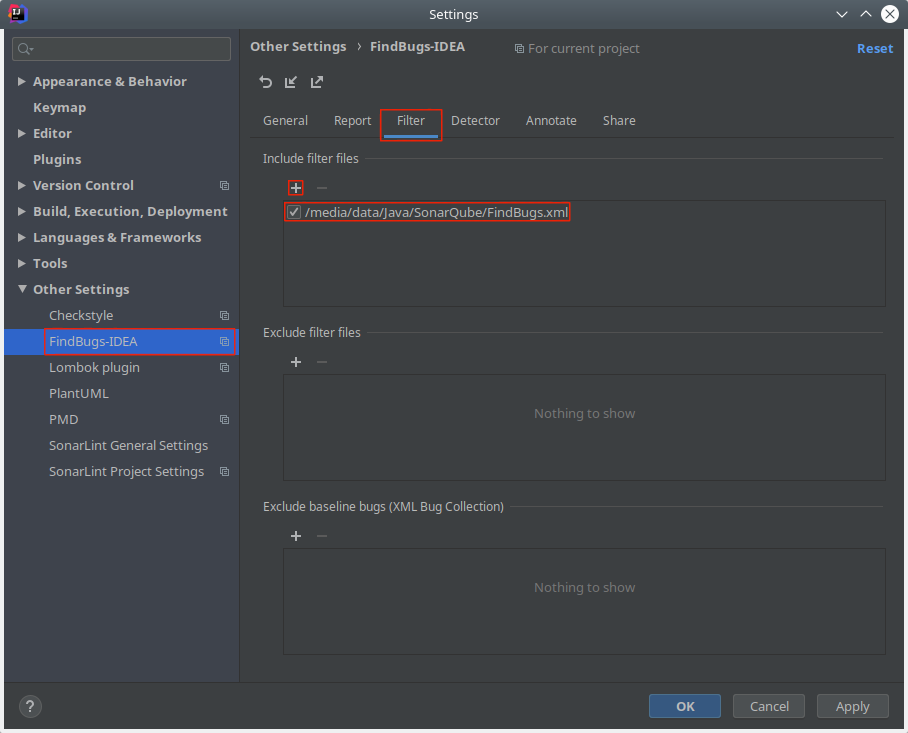 Settings
Appearance & Behavior
Keymap
Editor
Plugins
Version Control
Build, Execution, Deployment
Languages & Frameworks
Tools
Other Settings
Checkstyle
FindBugs-IDEA
Lombok plugin
PlantUML
PMD
SonarLint General Settings
SonarLint Project Settings
Other Settings › FindBugs-IDEA For current project Reset
General Report Filter Detector Annotate Share
Include filter files
/media/data/Java/SonarQube/FindBugs.xml
Exclude filter files
Nothing to show
Exclude baseline bugs (XML Bug Collection)
Nothing to show
? OK Cancel Apply